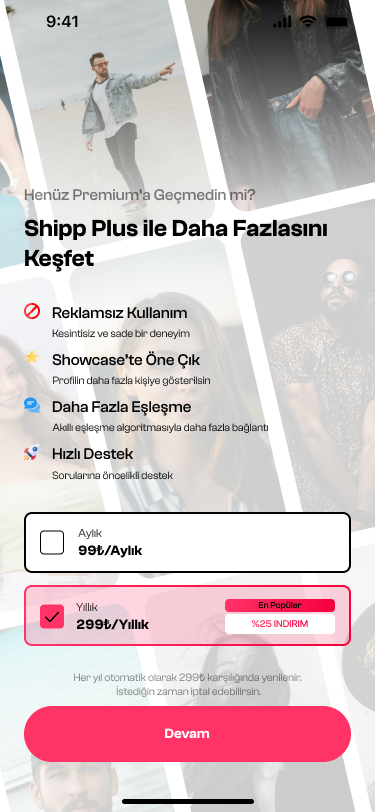 9:41
Henüz Premium'a Geçmedin mi?
Shipp Plus ile Daha Fazlasını
Keşfet
Reklamsız Kullanım
Kesintisiz ve sade bir deneyim
Showcase'te Öne Çık
Profilin daha fazla kişiye gösterilsin
Daha Fazla Eşleşme
Akıllı eşleşme algoritmasıyla daha fazla bağlantı
Hızlı Destek
Sorularına öncelikli destek
Aylık
99₺/Aylık
Yıllık
299₺/Yıllık
En Popüler
%25 INDIRIM
Her yıl otomatik olarak 299₺ karşılığında yenilenir.
İstediğin zaman iptal edebilirsin.
Devam